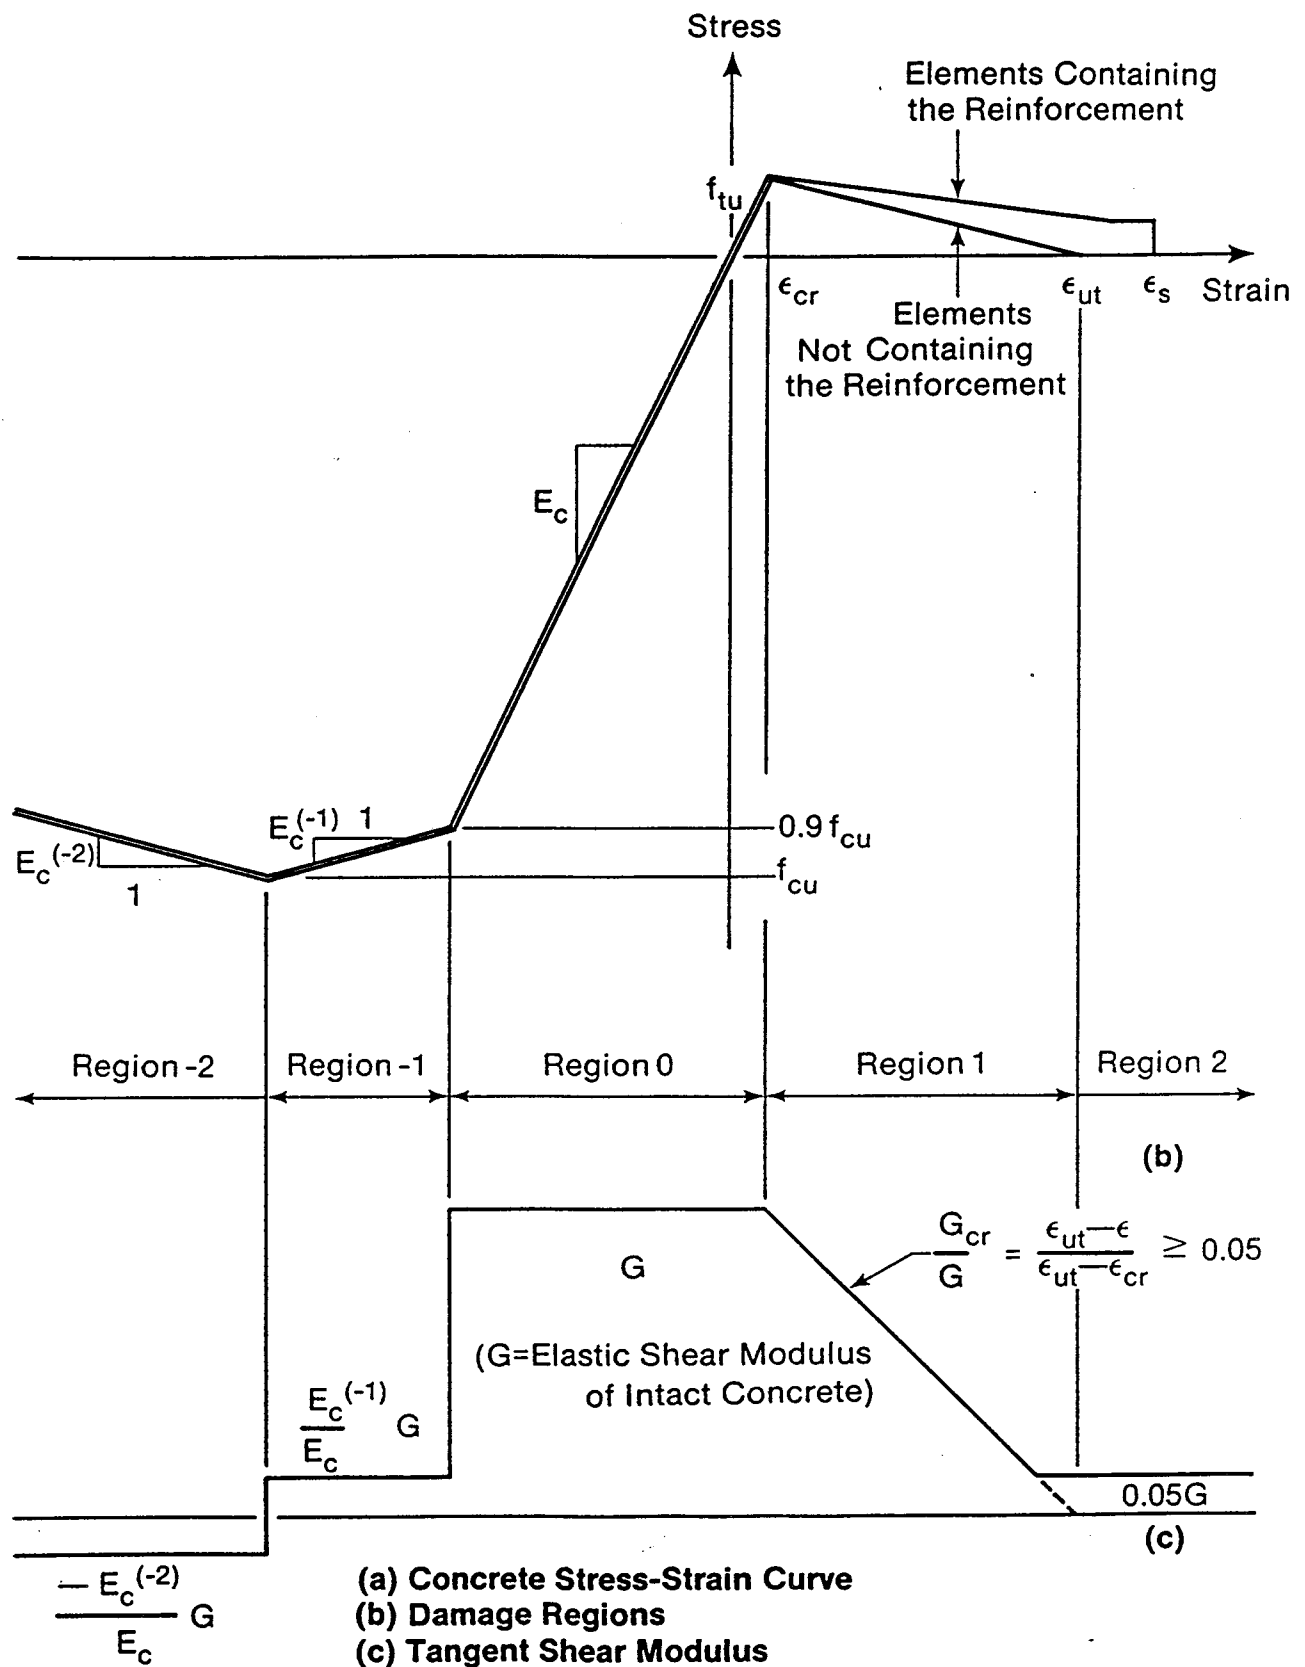 Stress
Elements Containing
the Reinforcement
f_tu
ϵ_cr
ϵ_ut
ϵ_s
Strain
Elements
Not Containing
the Reinforcement
E_c
E_c^(-1)
1
0.9 f_cu
E_c^(-2)
1
f_cu
Region -2
Region -1
Region 0
Region 1
Region 2
(b)
G_cr/G = (ϵ_ut−ϵ)/(ϵ_ut−ϵ_cr) ≥ 0.05
G
(G=Elastic Shear Modulus
of Intact Concrete)
E_c^(-1)/E_c G
0.05G
(c)
−E_c^(-2)/E_c G
(a) Concrete Stress-Strain Curve
(b) Damage Regions
(c) Tangent Shear Modulus